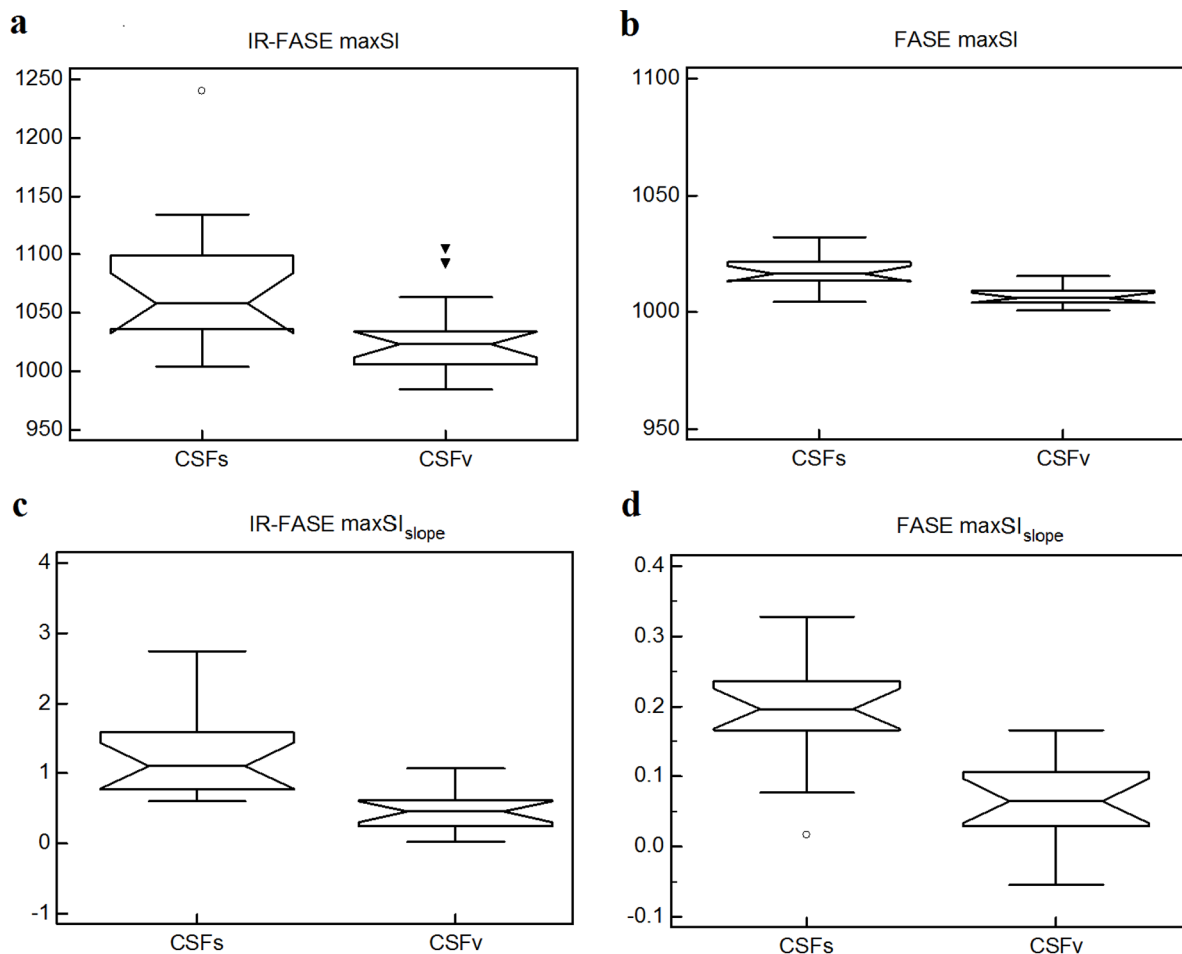 a
IR-FASE maxSI
1250
1200
1150
1100
1050
1000
950
CSFs CSFv
b
FASE maxSI
1100
1050
1000
950
CSFs CSFv
c
IR-FASE maxSIslope
4
3
2
1
0
-1
CSFs CSFv
d
FASE maxSIslope
0.4
0.3
0.2
0.1
0.0
-0.1
CSFs CSFv